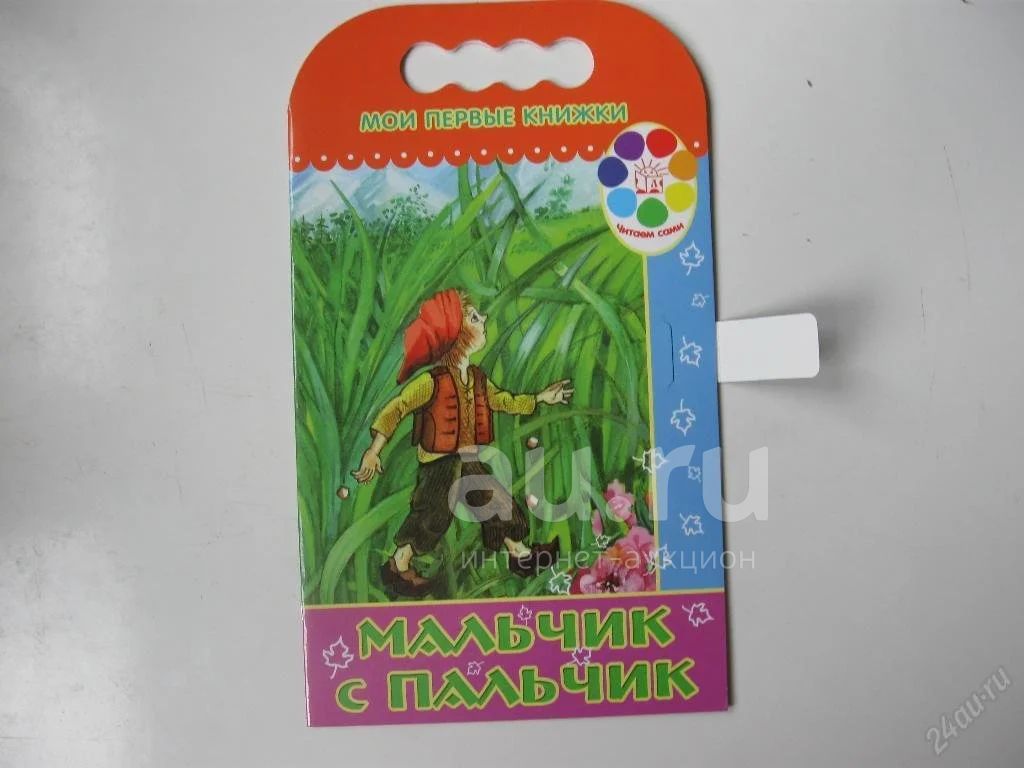 МОИ ПЕРВЫЕ КНИЖКИ
Читаем сами
au.ru
интернет-аукцион
МАЛЬЧИК
С ПАЛЬЧИК
24au.ru